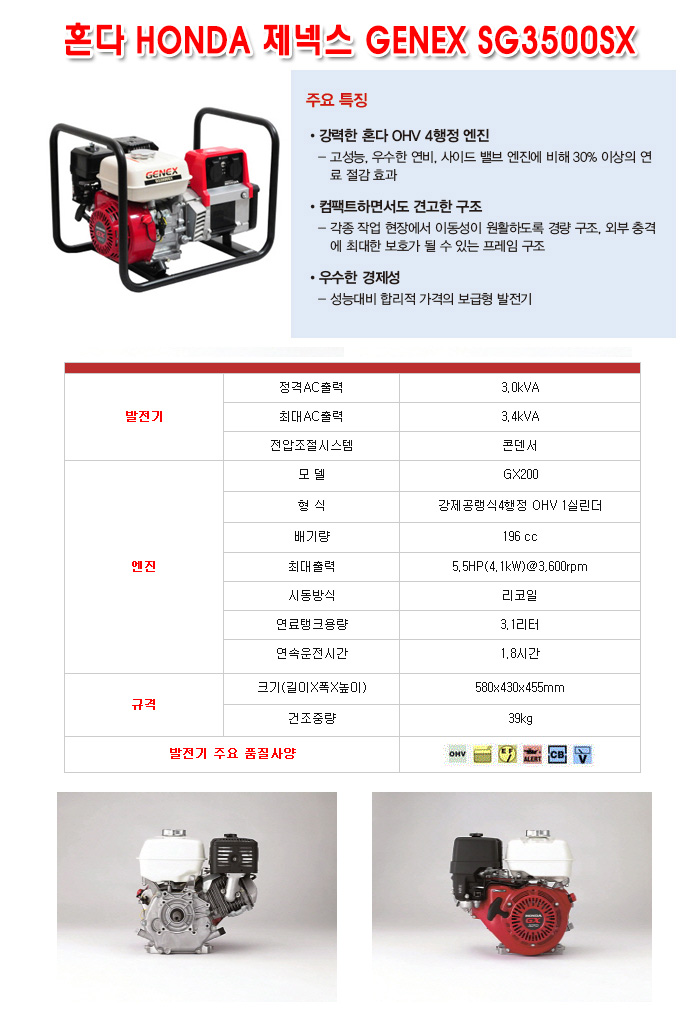 혼다 HONDA 제넥스 GENEX SG3500SX
GENEX
주요 특징
• 강력한 혼다 OHV 4행정 엔진
– 고성능, 우수한 연비, 사이드 밸브 엔진에 비해 30% 이상의 연
료 절감 효과
• 컴팩트하면서도 견고한 구조
– 각종 작업 현장에서 이동성이 원활하도록 경량 구조, 외부 충격
에 최대한 보호가 될 수 있는 프레임 구조
• 우수한 경제성
– 성능대비 합리적 가격의 보급형 발전기
발전기
정격AC출력 3,0kVA
최대AC출력 3,4kVA
전압조절시스템 콘덴서
엔진
모 델 GX200
형 식 강제공랭식4행정 OHV 1실린더
배기량 196 cc
최대출력 5,5HP(4,1kW)@3,600rpm
시동방식 리코일
연료탱크용량 3,1리터
연속운전시간 1,8시간
규격
크기(길이X폭X높이) 580x430x455mm
건조중량 39kg
발전기 주요 품질사양 OHV ALERT CB V
HONDA
GX